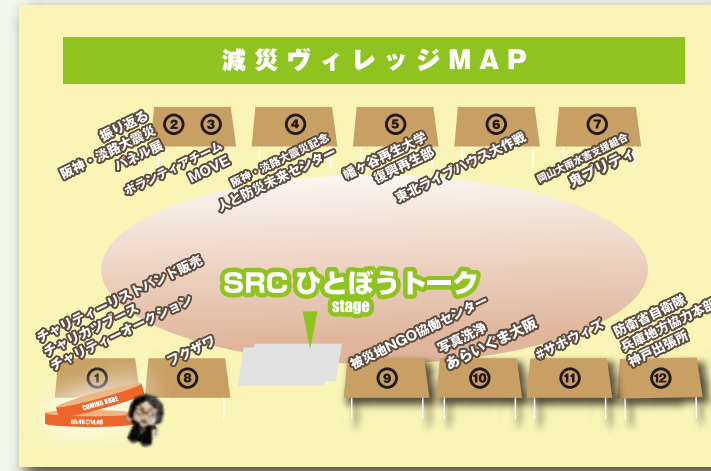 減災ヴィレッジMAP
② ③
④
⑤
⑥
⑦
振り返る
阪神・淡路大震災
パネル展
ボランティアチーム
MOVE
阪神・淡路大震災記念
人と防災未来センター
幡ヶ谷再生大学
復興再生部
東北ライブハウス大作戦
岡山大雨水害支援組合
鬼ブリティ
SRCひとぼうトーク
stage
チャリティーリストバンド販売
チャリカツブース
チャリティーオークション
フクザワ
被災地NGO協働センター
写真洗浄
あらいぐま大阪
#サポウィズ
防衛省自衛隊
兵庫地方協力本部
神戸出張所
①
⑧
⑨
⑩
⑪
⑫
COMING KOBE